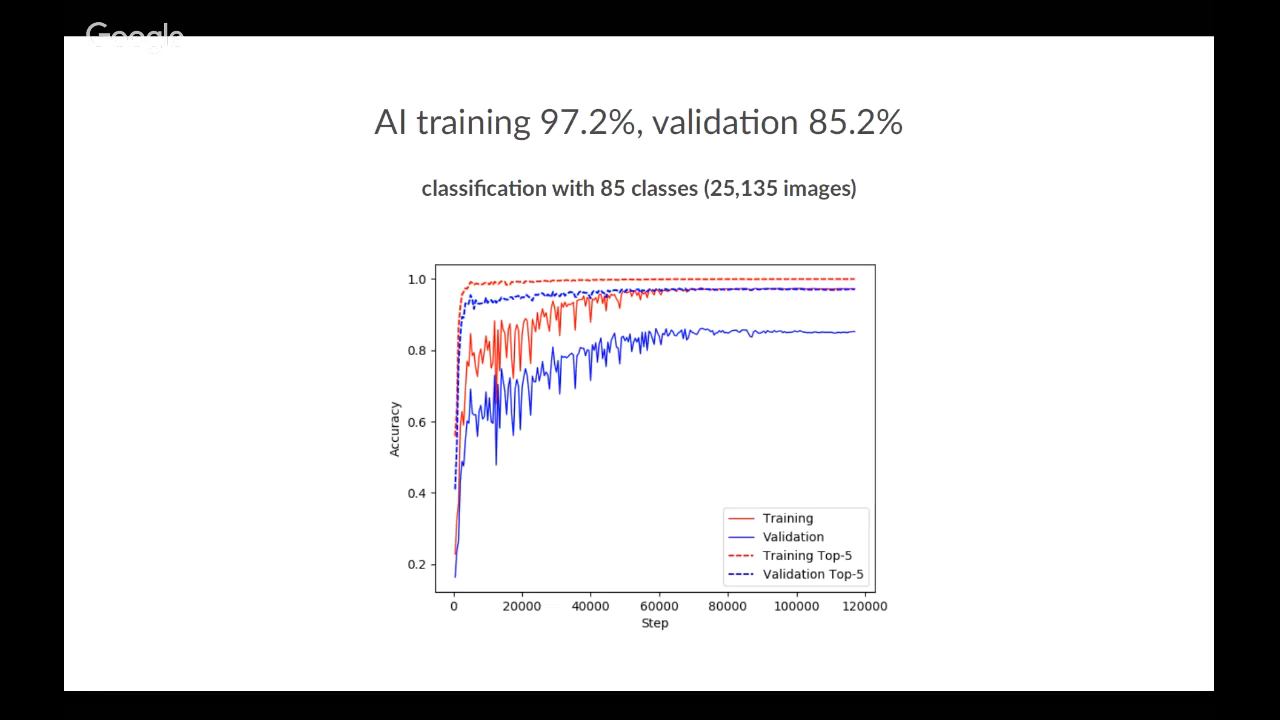 Google
AI training 97.2%, validation 85.2%
classification with 85 classes (25,135 images)
1.0
0.8
0.6
0.4
0.2
Accuracy
0 20000 40000 60000 80000 100000 120000
Step
Training
Validation
Training Top-5
Validation Top-5